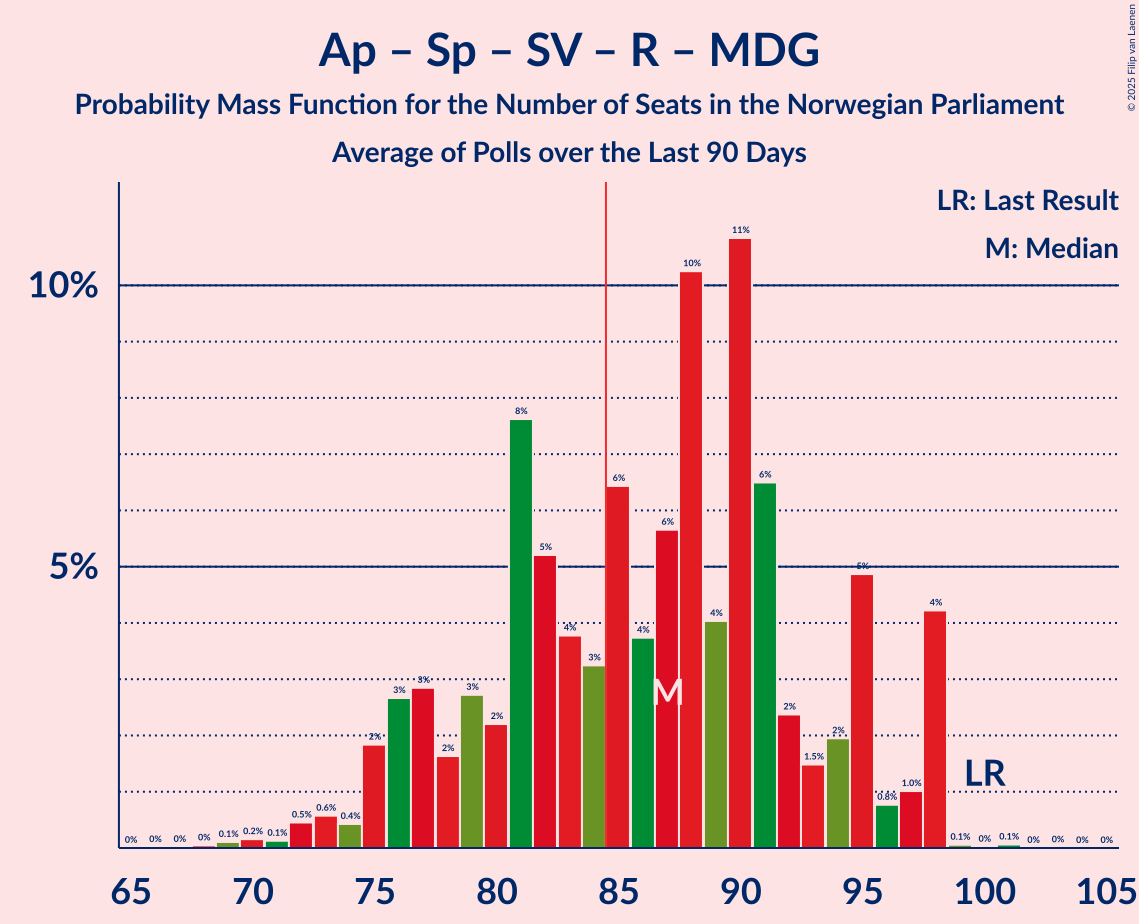 Ap – Sp – SV – R – MDG
Probability Mass Function for the Number of Seats in the Norwegian Parliament
Average of Polls over the Last 90 Days
© 2025 Filip van Laenen
LR: Last Result
M: Median
10%
5%
0% 0% 0% 0% 0.1% 0.2% 0.1% 0.5% 0.6% 0.4% 2% 3% 3% 2% 3% 2% 8% 5% 4% 3% 6% 4% 6% 10% 4% 11% 6% 2% 1.5% 2% 5% 0.8% 1.0% 4% 0.1% 0% 0.1% 0% 0% 0% 0%
M
LR
65 70 75 80 85 90 95 100 105